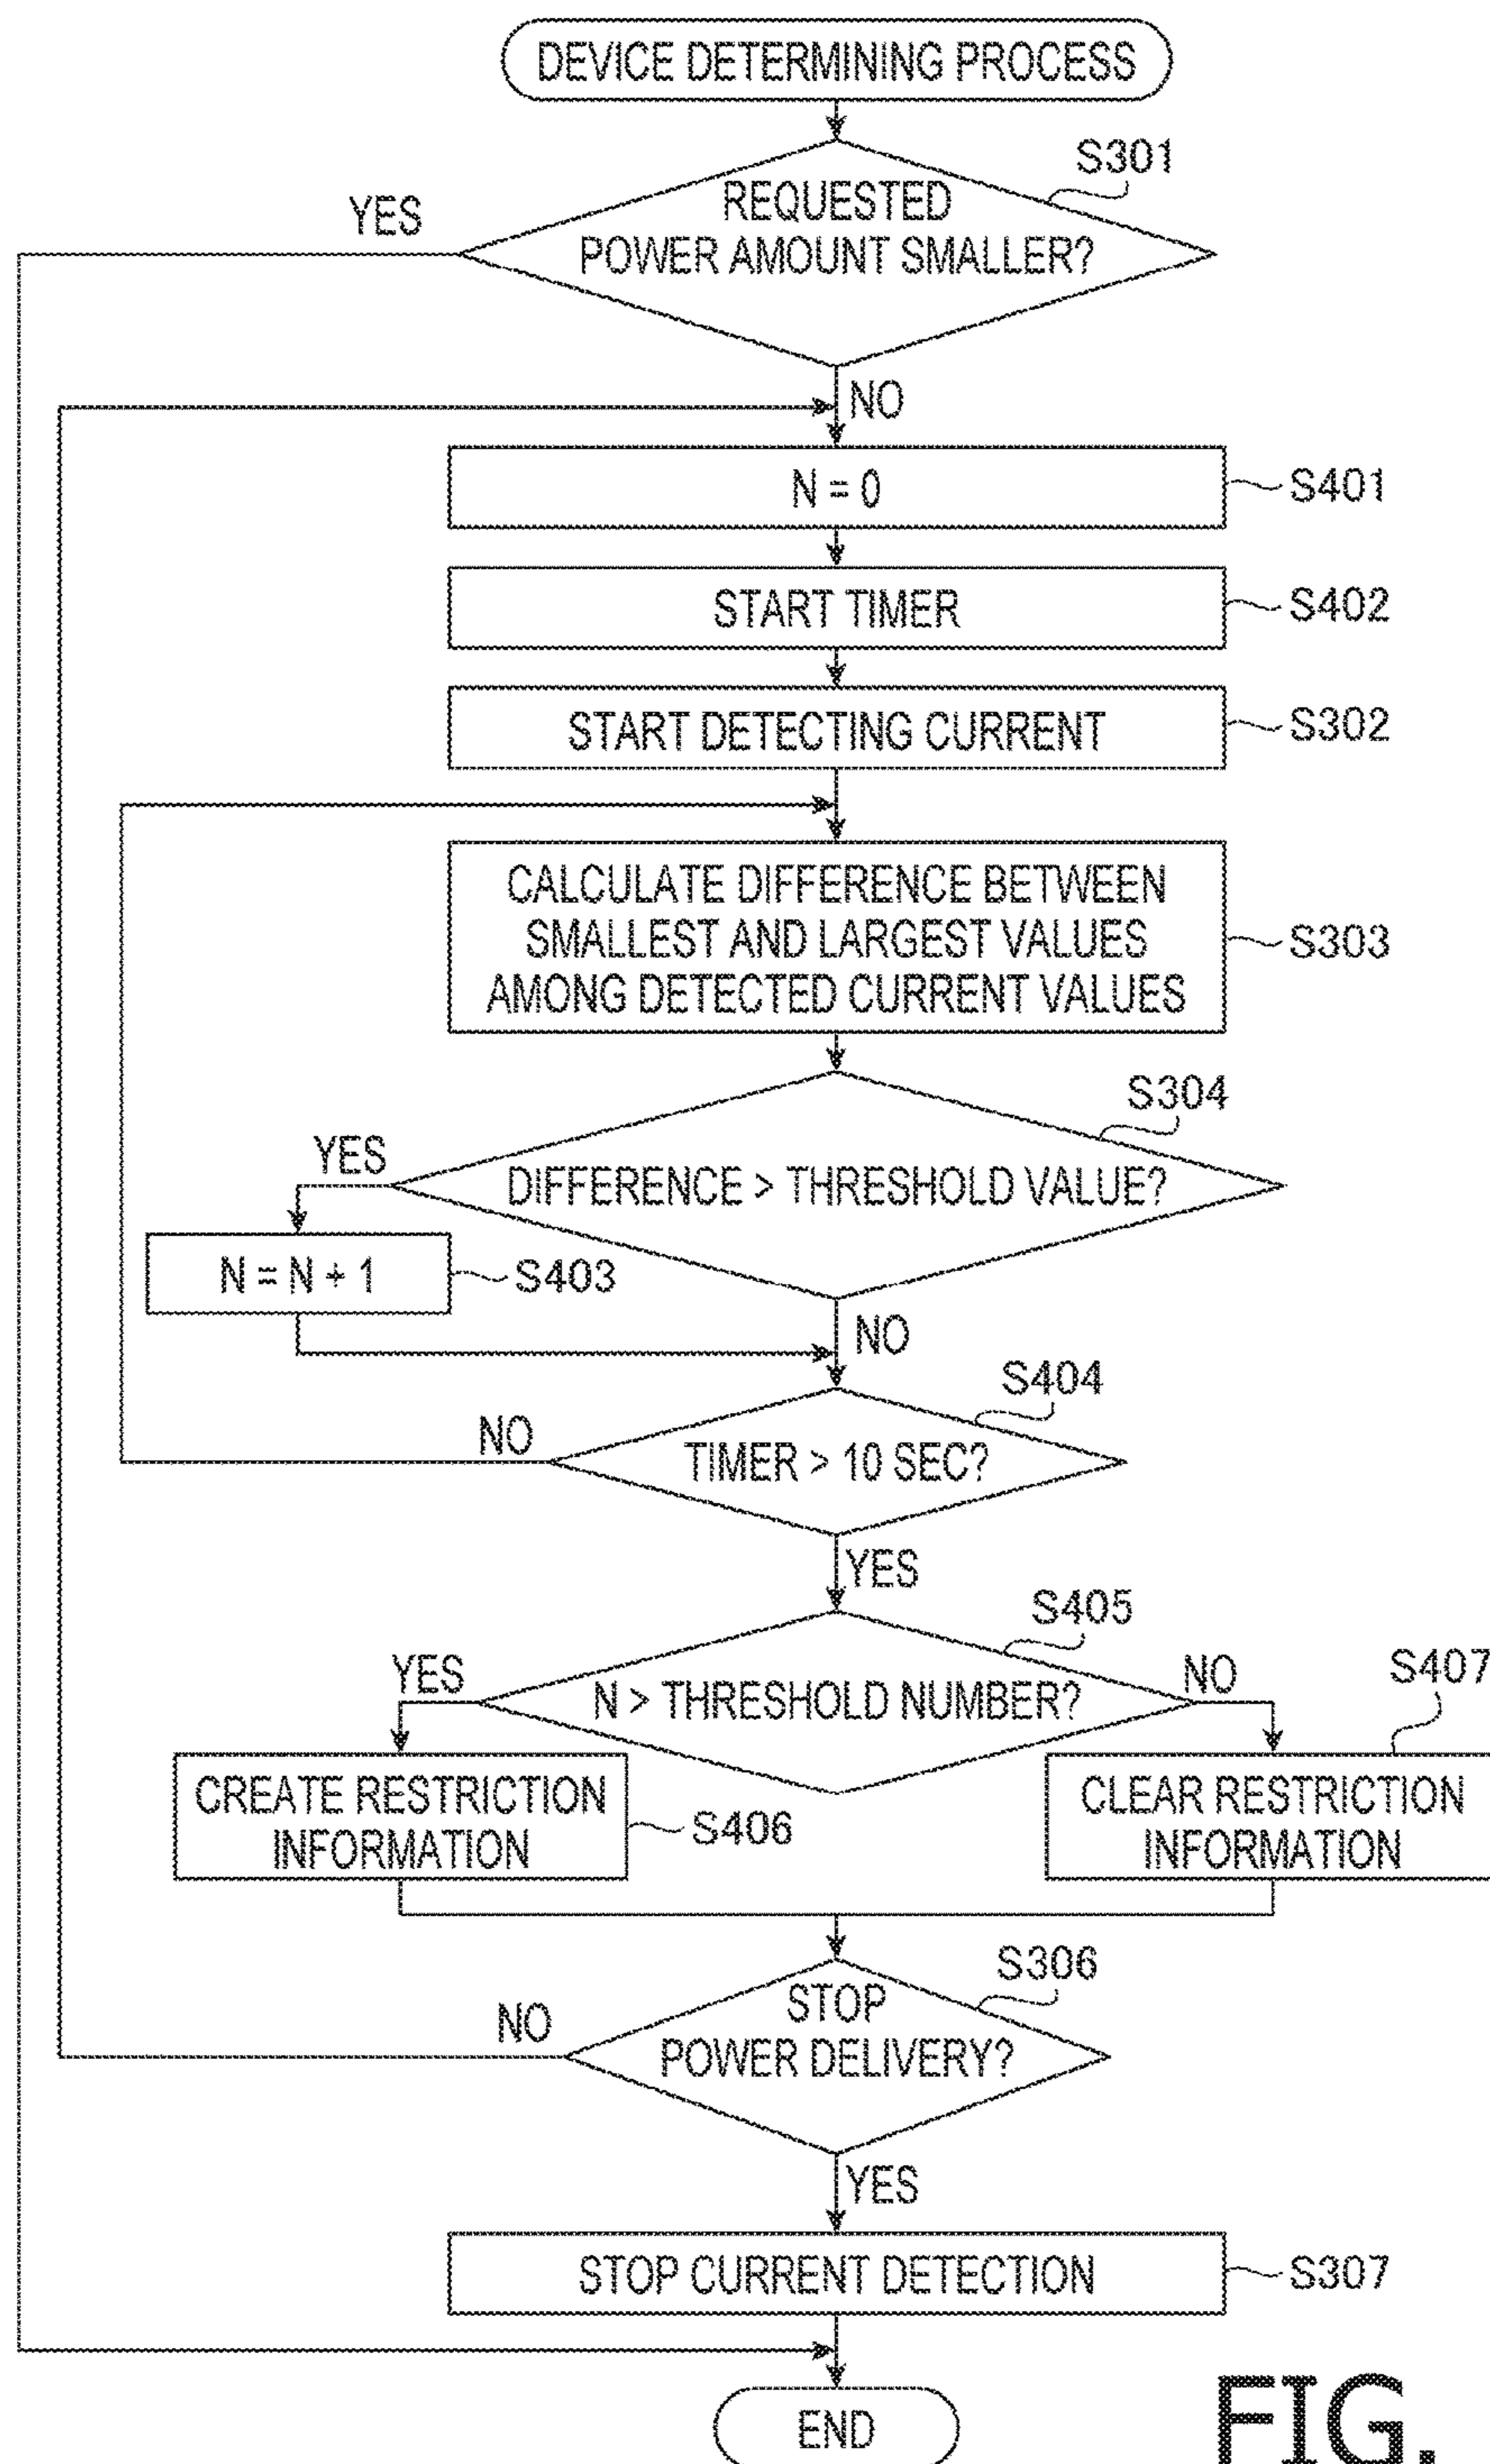 DEVICE DETERMINING PROCESS
S301
YES
REQUESTED
POWER AMOUNT SMALLER?
NO
N = 0
S401
START TIMER
S402
START DETECTING CURRENT
S302
CALCULATE DIFFERENCE BETWEEN
SMALLEST AND LARGEST VALUES
AMONG DETECTED CURRENT VALUES
S303
S304
YES
DIFFERENCE > THRESHOLD VALUE?
N = N + 1
S403
NO
S404
NO
TIMER > 10 SEC?
YES
S405
YES
N > THRESHOLD NUMBER?
NO
S407
CREATE RESTRICTION
INFORMATION
S406
CLEAR RESTRICTION
INFORMATION
S306
NO
STOP
POWER DELIVERY?
YES
STOP CURRENT DETECTION
S307
END
FIG.